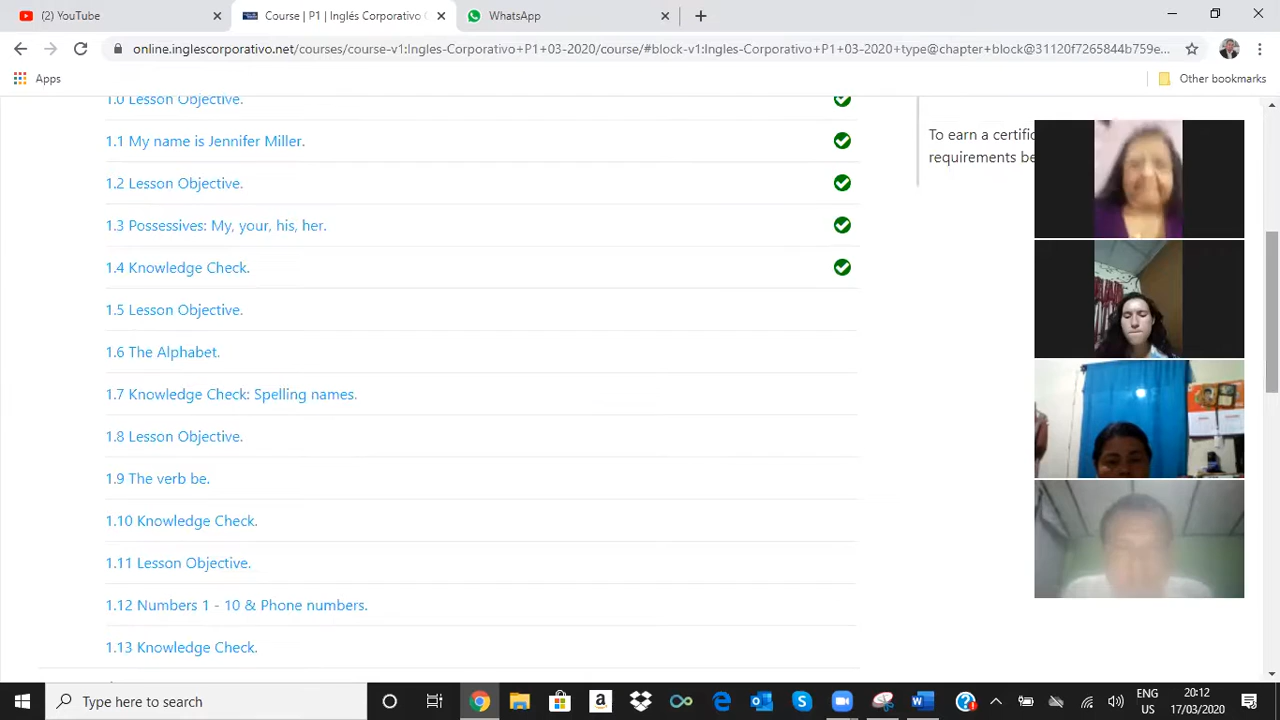 (2) YouTube
Course | P1 | Inglés Corporativo
WhatsApp
online.inglescorporativo.net/courses/course-v1:Ingles-Corporativo+P1+03-2020/course/#block-v1:Ingles-Corporativo+P1+03-2020+type@chapter+block@31120f7265844b759e...
Apps
Other bookmarks
1.0 Lesson Objective.
1.1 My name is Jennifer Miller.
1.2 Lesson Objective.
1.3 Possessives: My, your, his, her.
1.4 Knowledge Check.
1.5 Lesson Objective.
1.6 The Alphabet.
1.7 Knowledge Check: Spelling names.
1.8 Lesson Objective.
1.9 The verb be.
1.10 Knowledge Check.
1.11 Lesson Objective.
1.12 Numbers 1 - 10 & Phone numbers.
1.13 Knowledge Check.
To earn a certific
requirements be
Type here to search
ENG
US
20:12
17/03/2020